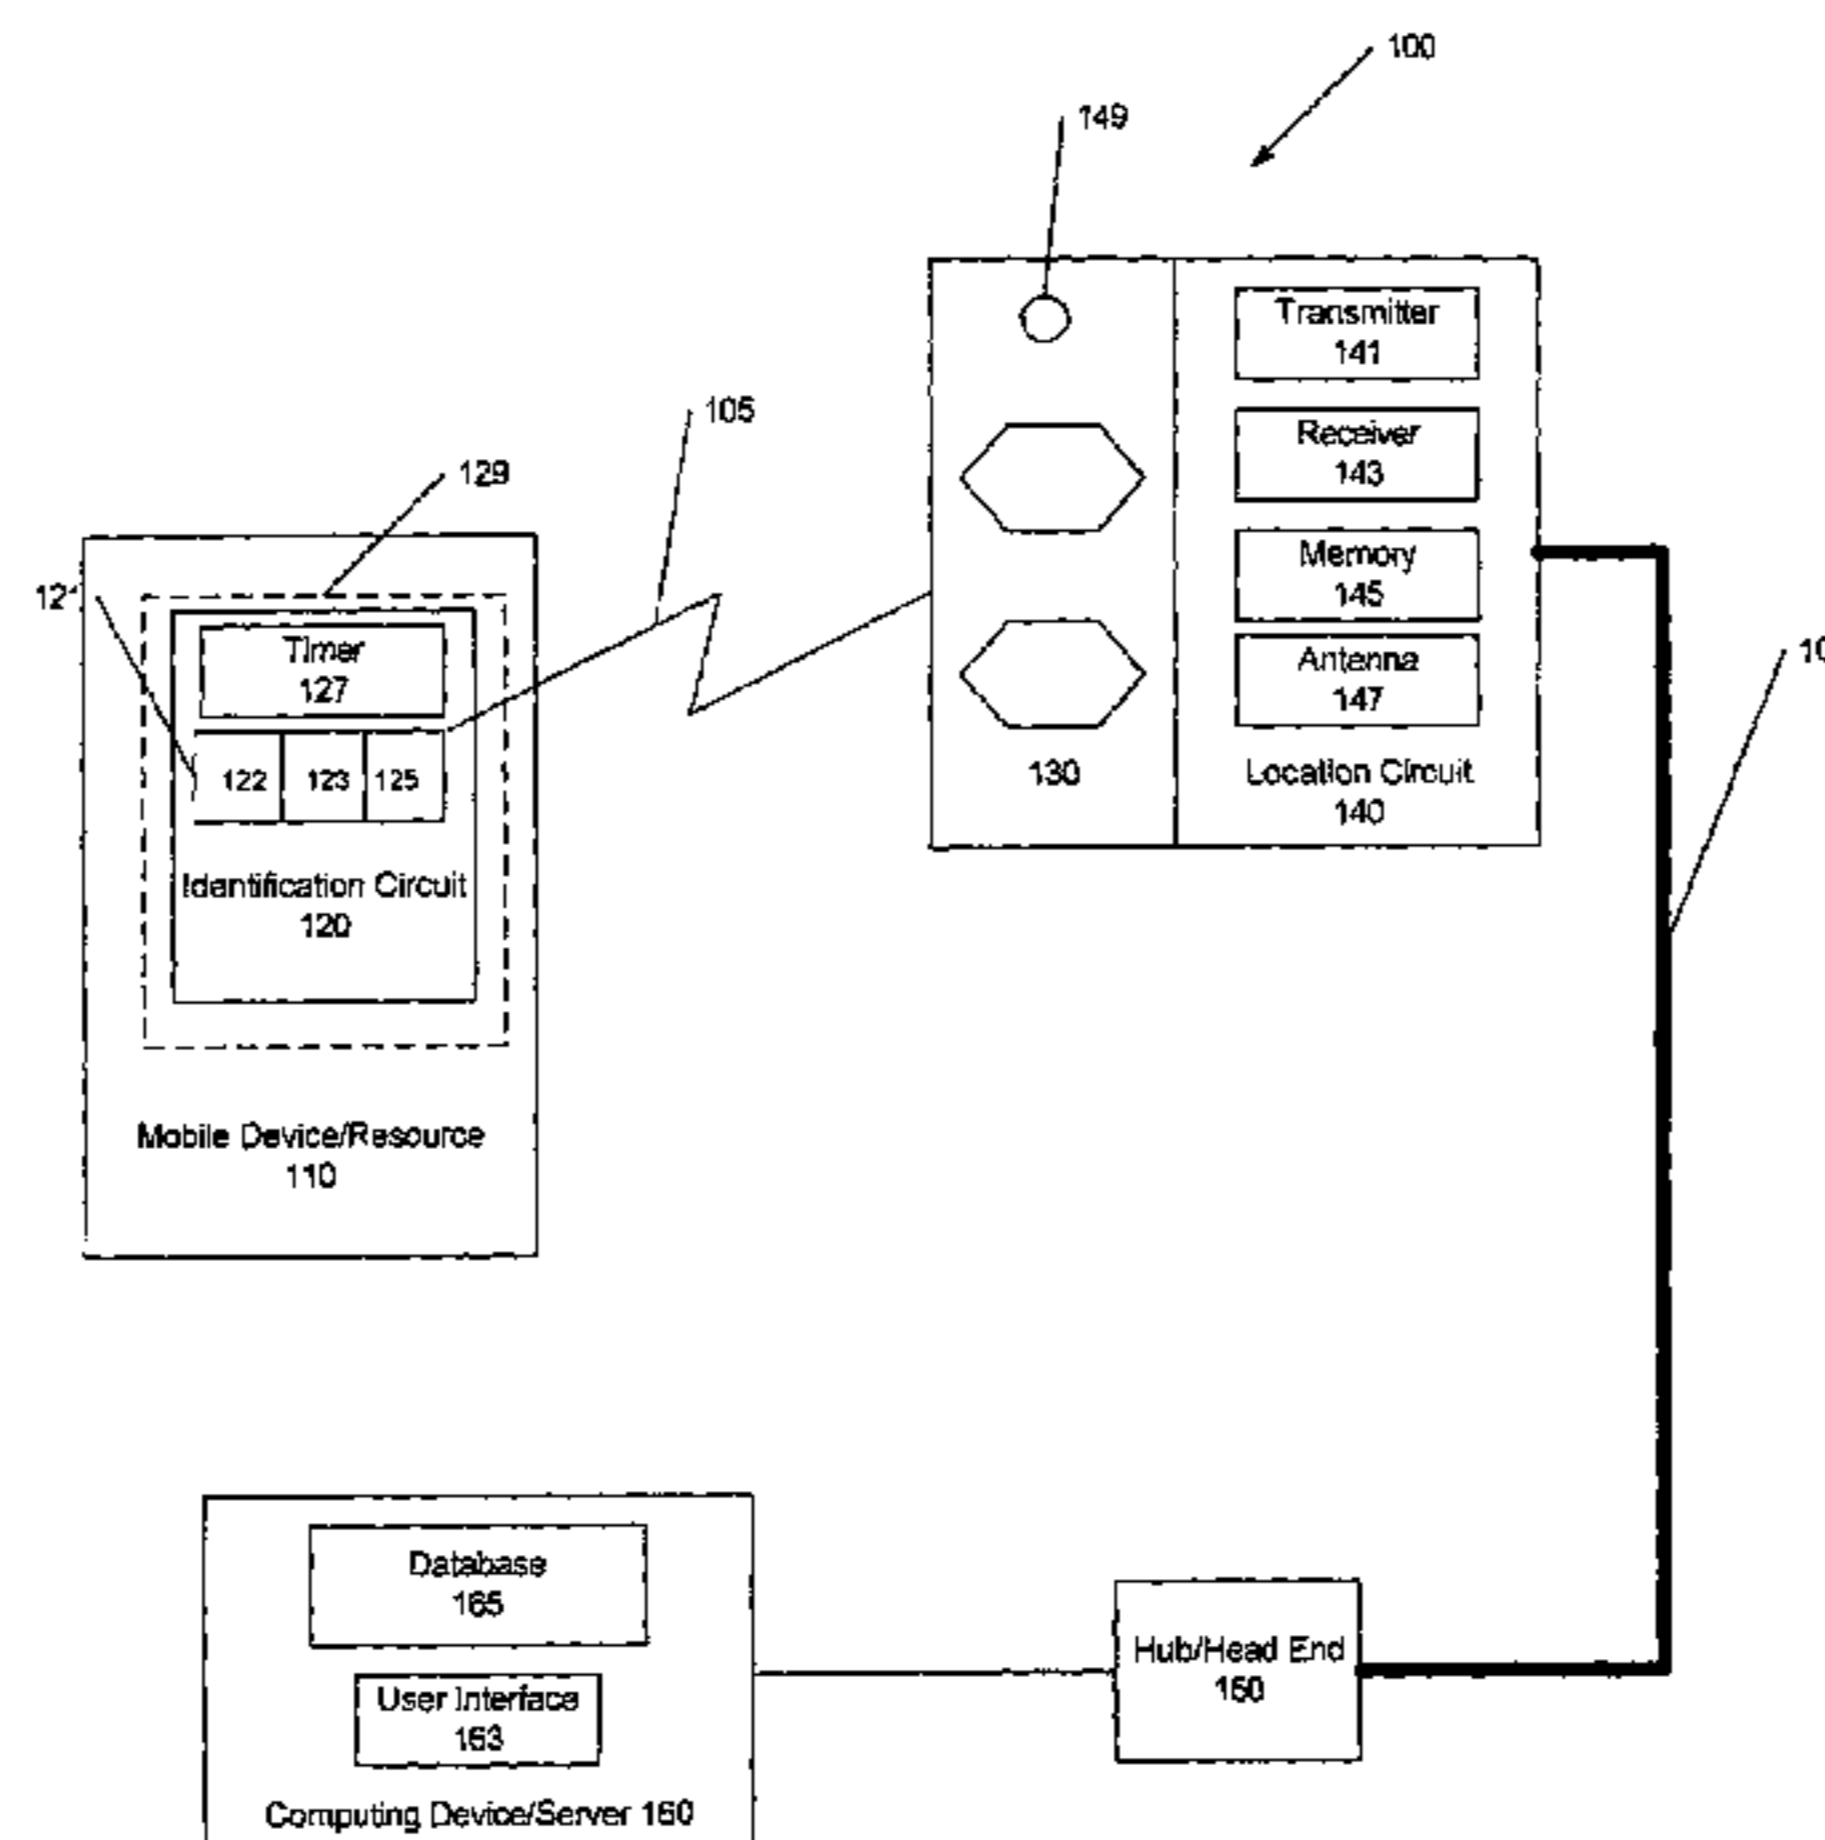 100
149
Transmitter
141
105
Receiver
143
129
Memory
145
121
Timer
127
Antenna
147
122 123 125
130
Location Circuit
140
Identification Circuit
120
Mobile Device/Resource
110
Database
165
Hub/Head End
User Interface
163
Computing Device/Server 160